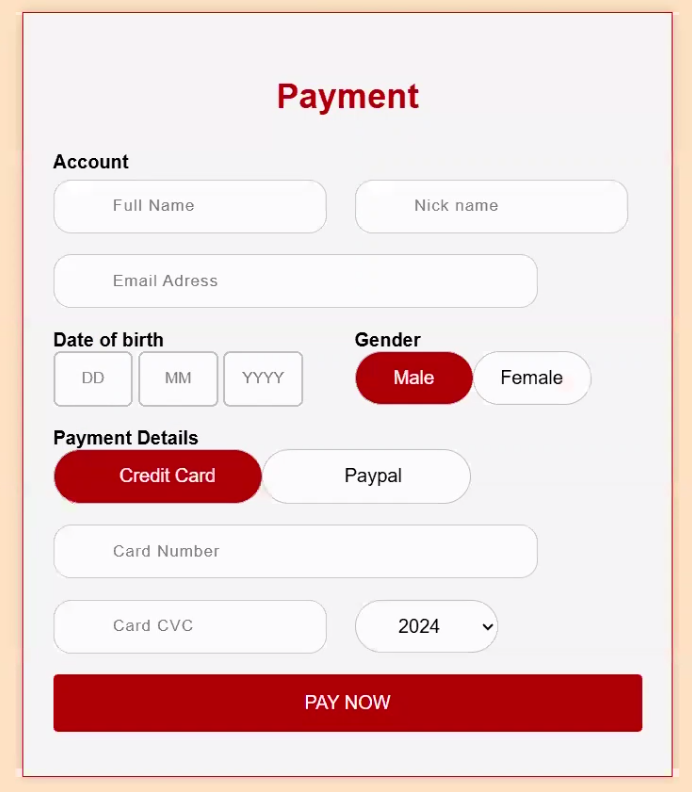 Payment
Account
Full Name Nick name
Email Adress
Date of birth Gender
DD MM YYYY Male Female
Payment Details
Credit Card Paypal
Card Number
Card CVC 2024
PAY NOW